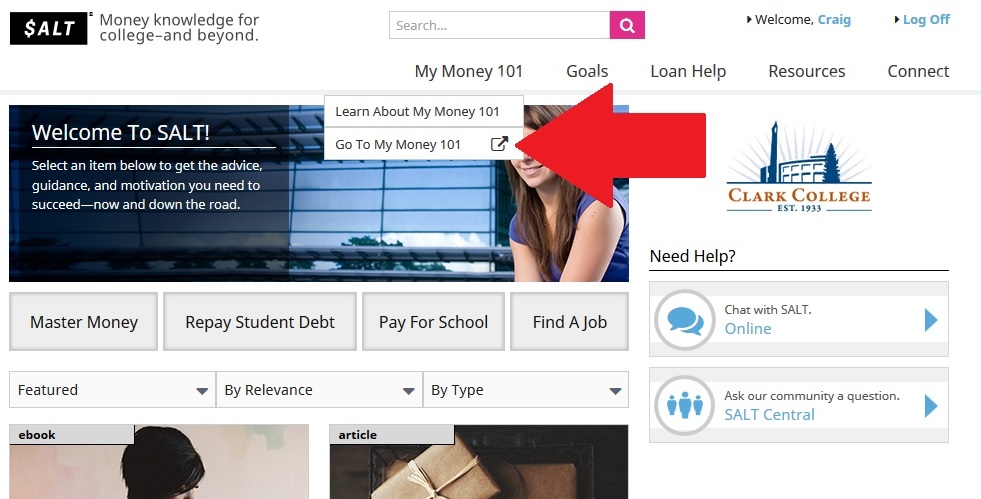 $ALT
Money knowledge for
college–and beyond.
Search...
Welcome, Craig
Log Off
My Money 101
Goals
Loan Help
Resources
Connect
Learn About My Money 101
Go To My Money 101
Welcome To SALT!
Select an item below to get the advice,
guidance, and motivation you need to
succeed—now and down the road.
CLARK COLLEGE
EST. 1933
Need Help?
Chat with SALT.
Online
Ask our community a question.
SALT Central
Master Money
Repay Student Debt
Pay For School
Find A Job
Featured
By Relevance
By Type
ebook
article